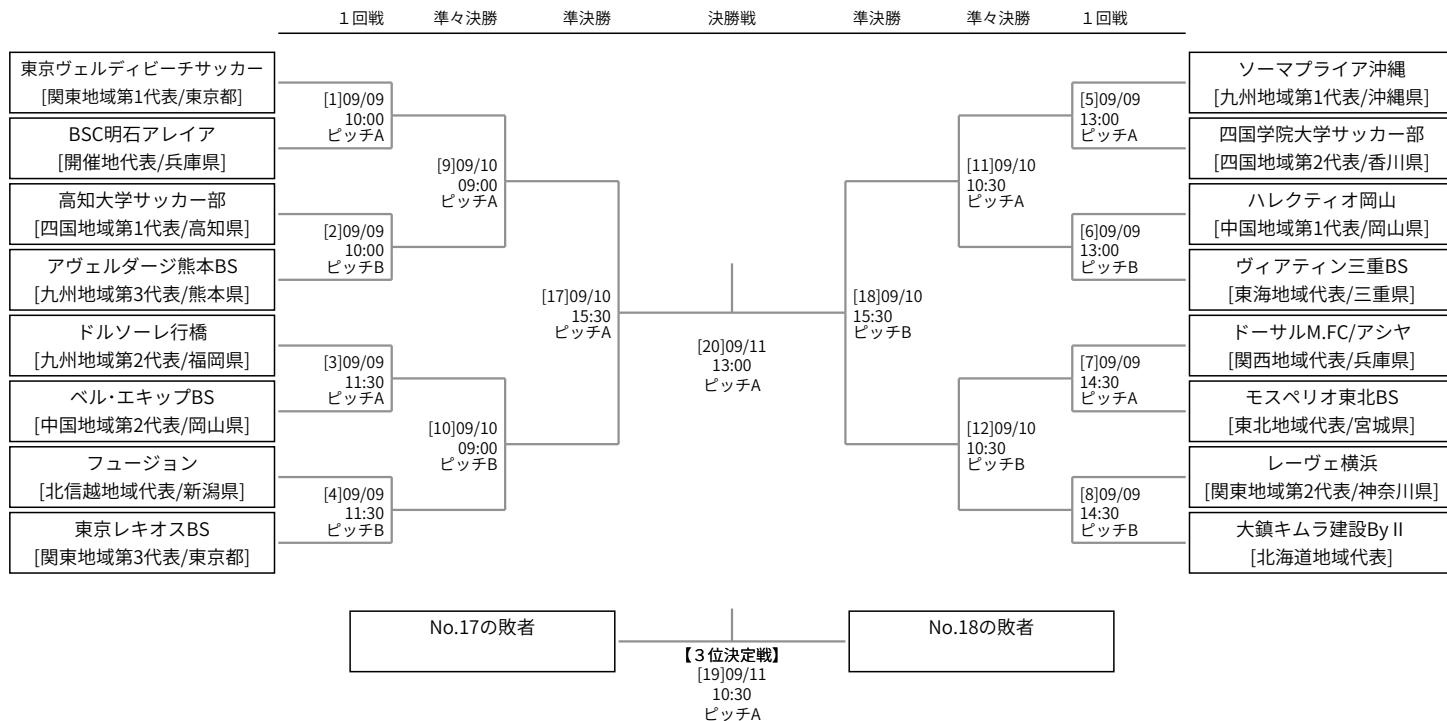 １回戦
準々決勝
準決勝
決勝戦
準決勝
準々決勝
１回戦
東京ヴェルディビーチサッカー
[関東地域第1代表/東京都]
BSC明石アレイア
[開催地代表/兵庫県]
高知大学サッカー部
[四国地域第1代表/高知県]
アヴェルダージ熊本BS
[九州地域第3代表/熊本県]
ドルソーレ行橋
[九州地域第2代表/福岡県]
ベル・エキップBS
[中国地域第2代表/岡山県]
フュージョン
[北信越地域代表/新潟県]
東京レキオスBS
[関東地域第3代表/東京都]
[1]09/09
10:00
ピッチA
[2]09/09
10:00
ピッチB
[3]09/09
11:30
ピッチA
[4]09/09
11:30
ピッチB
[9]09/10
09:00
ピッチA
[10]09/10
09:00
ピッチB
[17]09/10
15:30
ピッチA
[20]09/11
13:00
ピッチA
[18]09/10
15:30
ピッチB
[11]09/10
10:30
ピッチA
[12]09/10
10:30
ピッチB
[5]09/09
13:00
ピッチA
[6]09/09
13:00
ピッチB
[7]09/09
14:30
ピッチA
[8]09/09
14:30
ピッチB
ソーマプライア沖縄
[九州地域第1代表/沖縄県]
四国学院大学サッカー部
[四国地域第2代表/香川県]
ハレクティオ岡山
[中国地域第1代表/岡山県]
ヴィアティン三重BS
[東海地域代表/三重県]
ドーサルM.FC/アシヤ
[関西地域代表/兵庫県]
モスペリオ東北BS
[東北地域代表/宮城県]
レーヴェ横浜
[関東地域第2代表/神奈川県]
大鎮キムラ建設ByⅡ
[北海道地域代表]
No.17の敗者
No.18の敗者
【３位決定戦】
[19]09/11
10:30
ピッチA